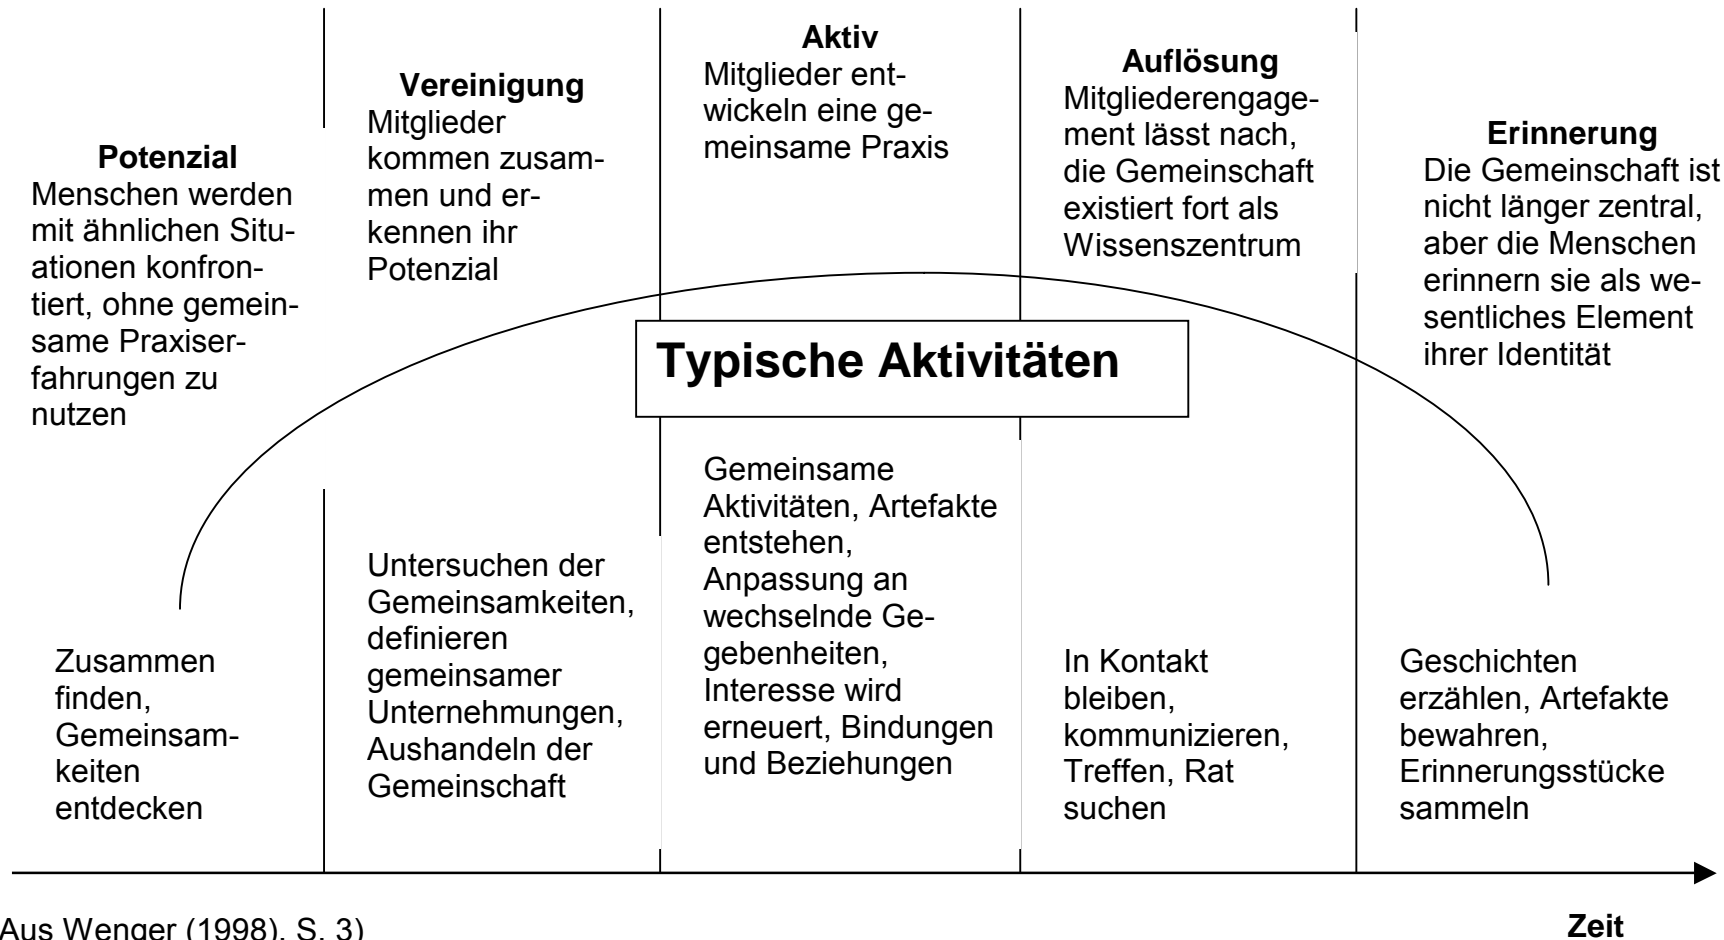 Potenzial
Menschen werden
mit ähnlichen Situ-
ationen konfron-
tiert, ohne gemein-
same Praxiser-
fahrungen zu
nutzen
Vereinigung
Mitglieder
kommen zusam-
men und er-
kennen ihr
Potenzial
Aktiv
Mitglieder ent-
wickeln eine ge-
meinsame Praxis
Auflösung
Mitgliederengage-
ment lässt nach,
die Gemeinschaft
existiert fort als
Wissenszentrum
Erinnerung
Die Gemeinschaft ist
nicht länger zentral,
aber die Menschen
erinnern sie als we-
sentliches Element
ihrer Identität
Typische Aktivitäten
Zusammen
finden,
Gemeinsam-
keiten
entdecken
Untersuchen der
Gemeinsamkeiten,
definieren
gemeinsamer
Unternehmungen,
Aushandeln der
Gemeinschaft
Gemeinsame
Aktivitäten, Artefakte
entstehen,
Anpassung an
wechselnde Ge-
gebenheiten,
Interesse wird
erneuert, Bindungen
und Beziehungen
In Kontakt
bleiben,
kommunizieren,
Treffen, Rat
suchen
Geschichten
erzählen, Artefakte
bewahren,
Erinnerungsstücke
sammeln
Aus Wenger (1998), S. 3)
Zeit